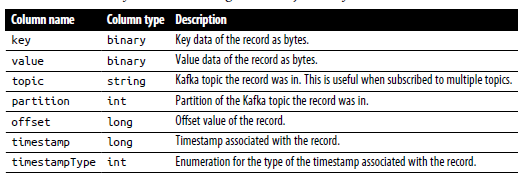 Column name Column type Description
key binary Key data of the record as bytes.
value binary Value data of the record as bytes.
topic string Kafka topic the record was in. This is useful when subscribed to multiple topics.
partition int Partition of the Kafka topic the record was in.
offset long Offset value of the record.
timestamp long Timestamp associated with the record.
timestampType int Enumeration for the type of the timestamp associated with the record.